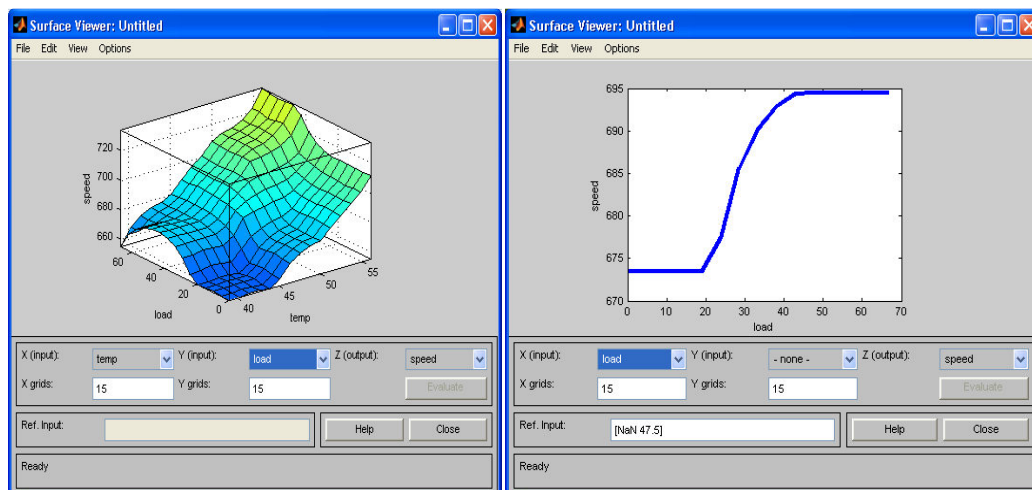 Surface Viewer: Untitled
File Edit View Options
720
700
680
660
speed
60
40
20
0
load
40
45
50
55
temp
X (input): temp Y (input): load Z (output): speed
X grids: 15 Y grids: 15 Evaluate
Ref. Input: Help Close
Ready
Surface Viewer: Untitled
File Edit View Options
695
690
685
680
675
670
speed
0 10 20 30 40 50 60 70
load
X (input): load Y (input): - none - Z (output): speed
X grids: 15 Y grids: 15 Evaluate
Ref. Input: [NaN 47.5] Help Close
Ready